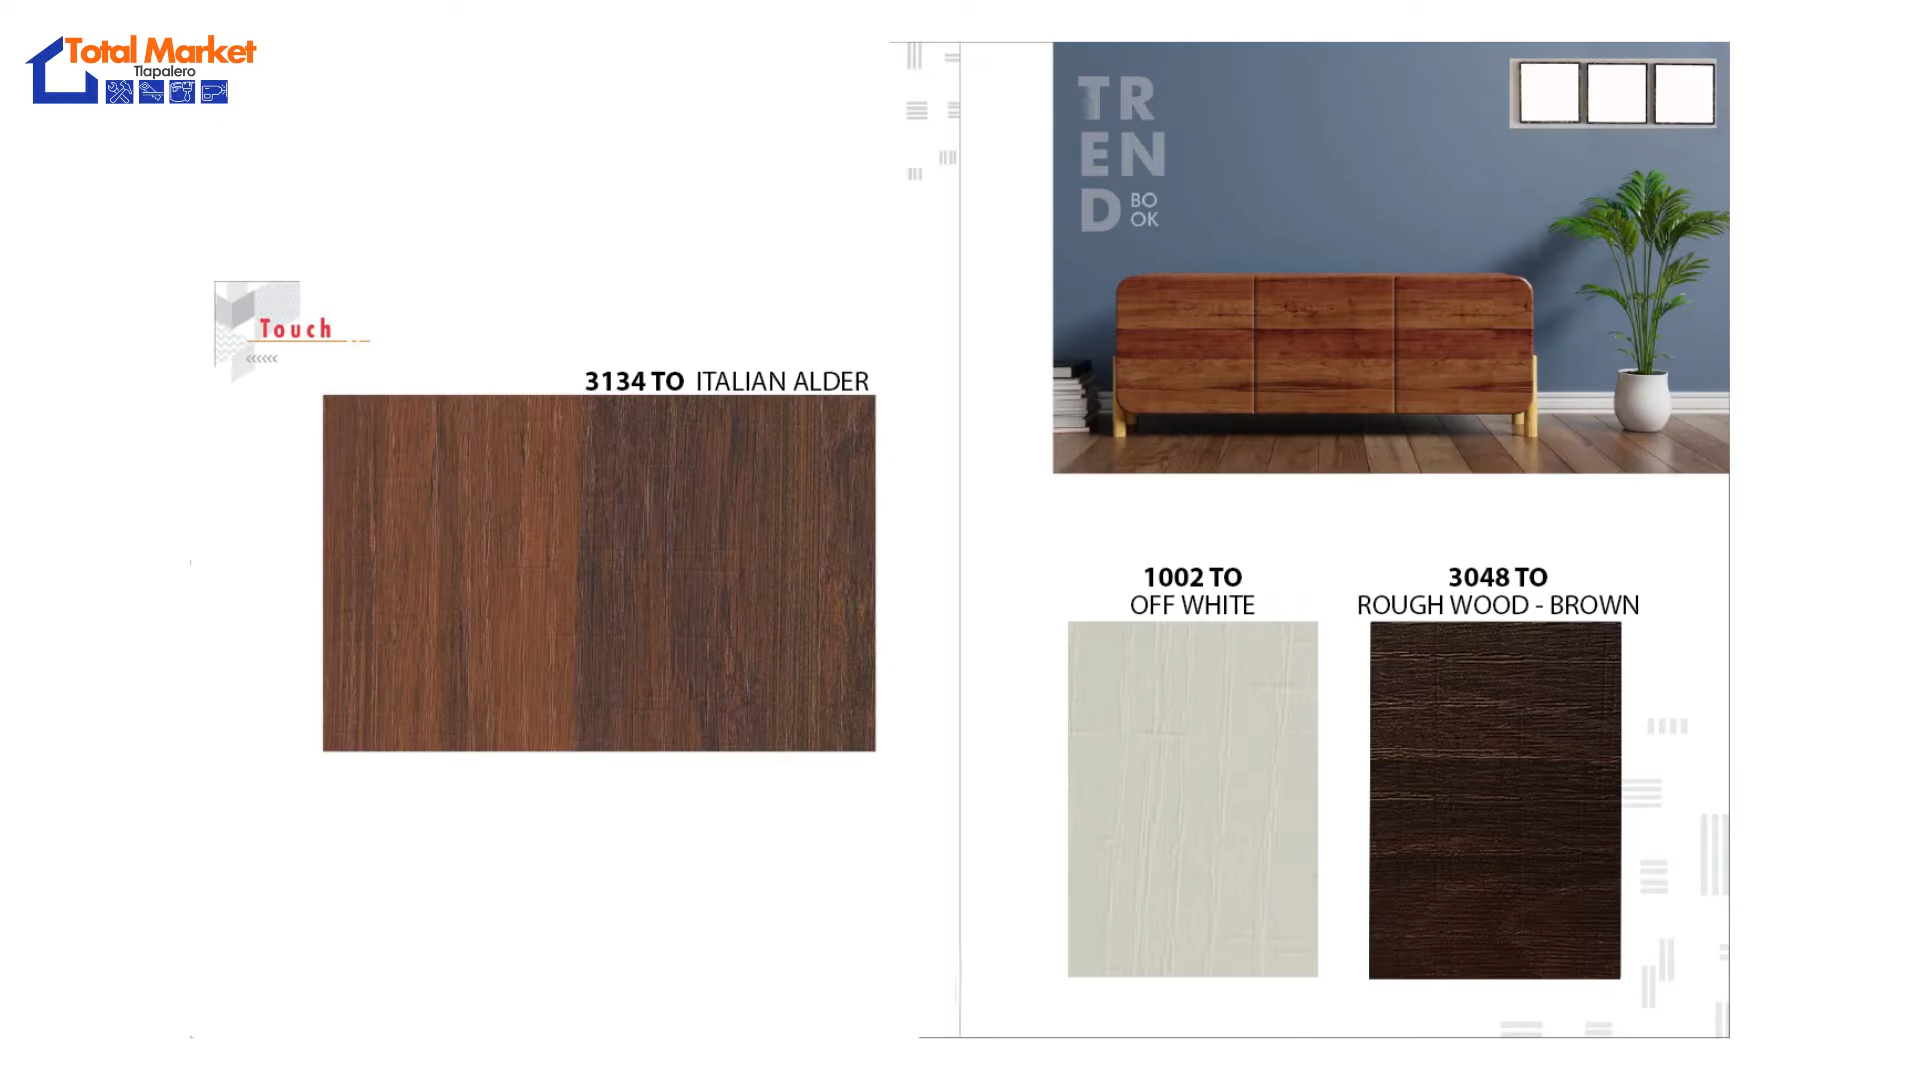 Total Market
Tlapalero
Touch
3134 TO ITALIAN ALDER
TR
EN
D
BO
OK
1002 TO
OFF WHITE
3048 TO
ROUGH WOOD - BROWN